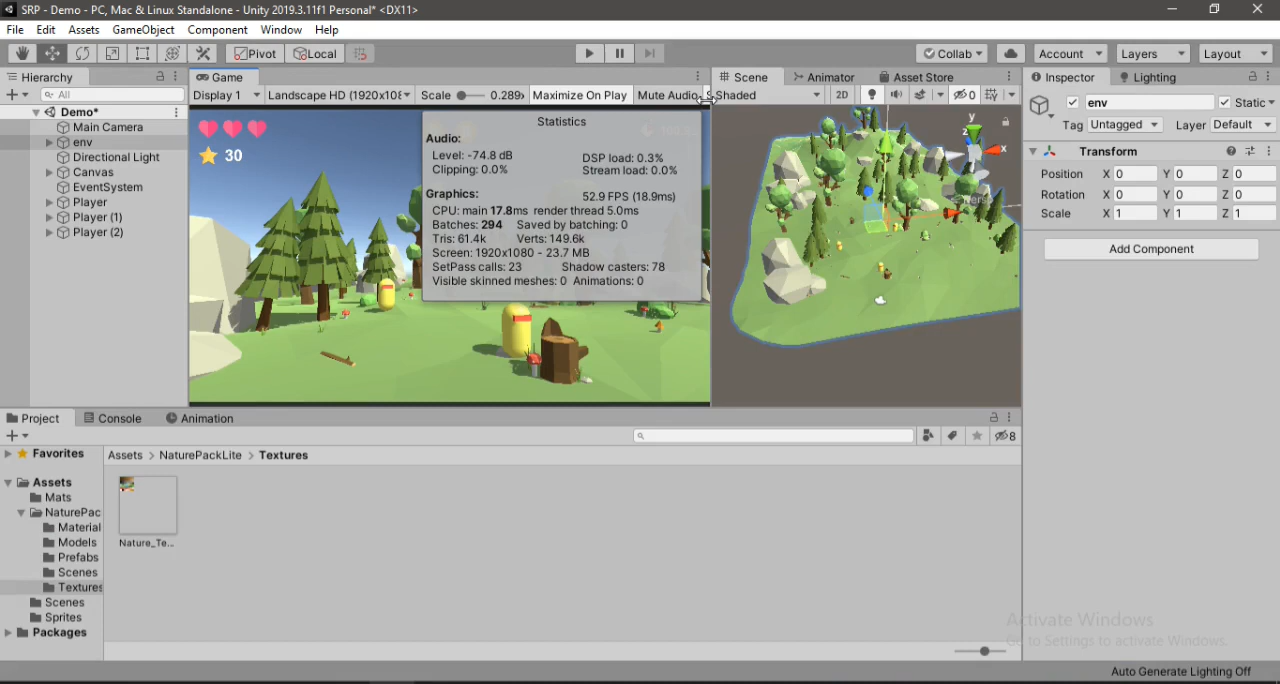 SRP - Demo - PC, Mac & Linux Standalone - Unity 2019.3.11f1 Personal* <DX11>
File Edit Assets GameObject Component Window Help
Pivot Local Collab Account Layers Layout
Hierarchy Game Scene Animator Asset Store Inspector Lighting
All Display 1 Landscape HD (1920x108 Scale 0.289x Maximize On Play Mute Audio Shaded 2D 0
Demo*
Main Camera
env
Directional Light
Canvas
EventSystem
Player
Player (1)
Player (2)
30
Statistics
Audio:
Level: -74.8 dB DSP load: 0.3%
Clipping: 0.0% Stream load: 0.0%
Graphics: 52.9 FPS (18.9ms)
CPU: main 17.8ms render thread 5.0ms
Batches: 294 Saved by batching: 0
Tris: 61.4k Verts: 149.6k
Screen: 1920x1080 - 23.7 MB
SetPass calls: 23 Shadow casters: 78
Visible skinned meshes: 0 Animations: 0
y
z x
Persp
env Static
Tag Untagged Layer Default
Transform
Position X 0 Y 0 Z 0
Rotation X 0 Y 0 Z 0
Scale X 1 Y 1 Z 1
Add Component
Project Console Animation
8
Favorites
Assets > NaturePackLite > Textures
Assets
Mats
NaturePac
Material
Models
Prefabs
Scenes
Textures
Scenes
Sprites
Packages
Nature_Te...
Activate Windows
Go to Settings to activate Windows.
Auto Generate Lighting Off